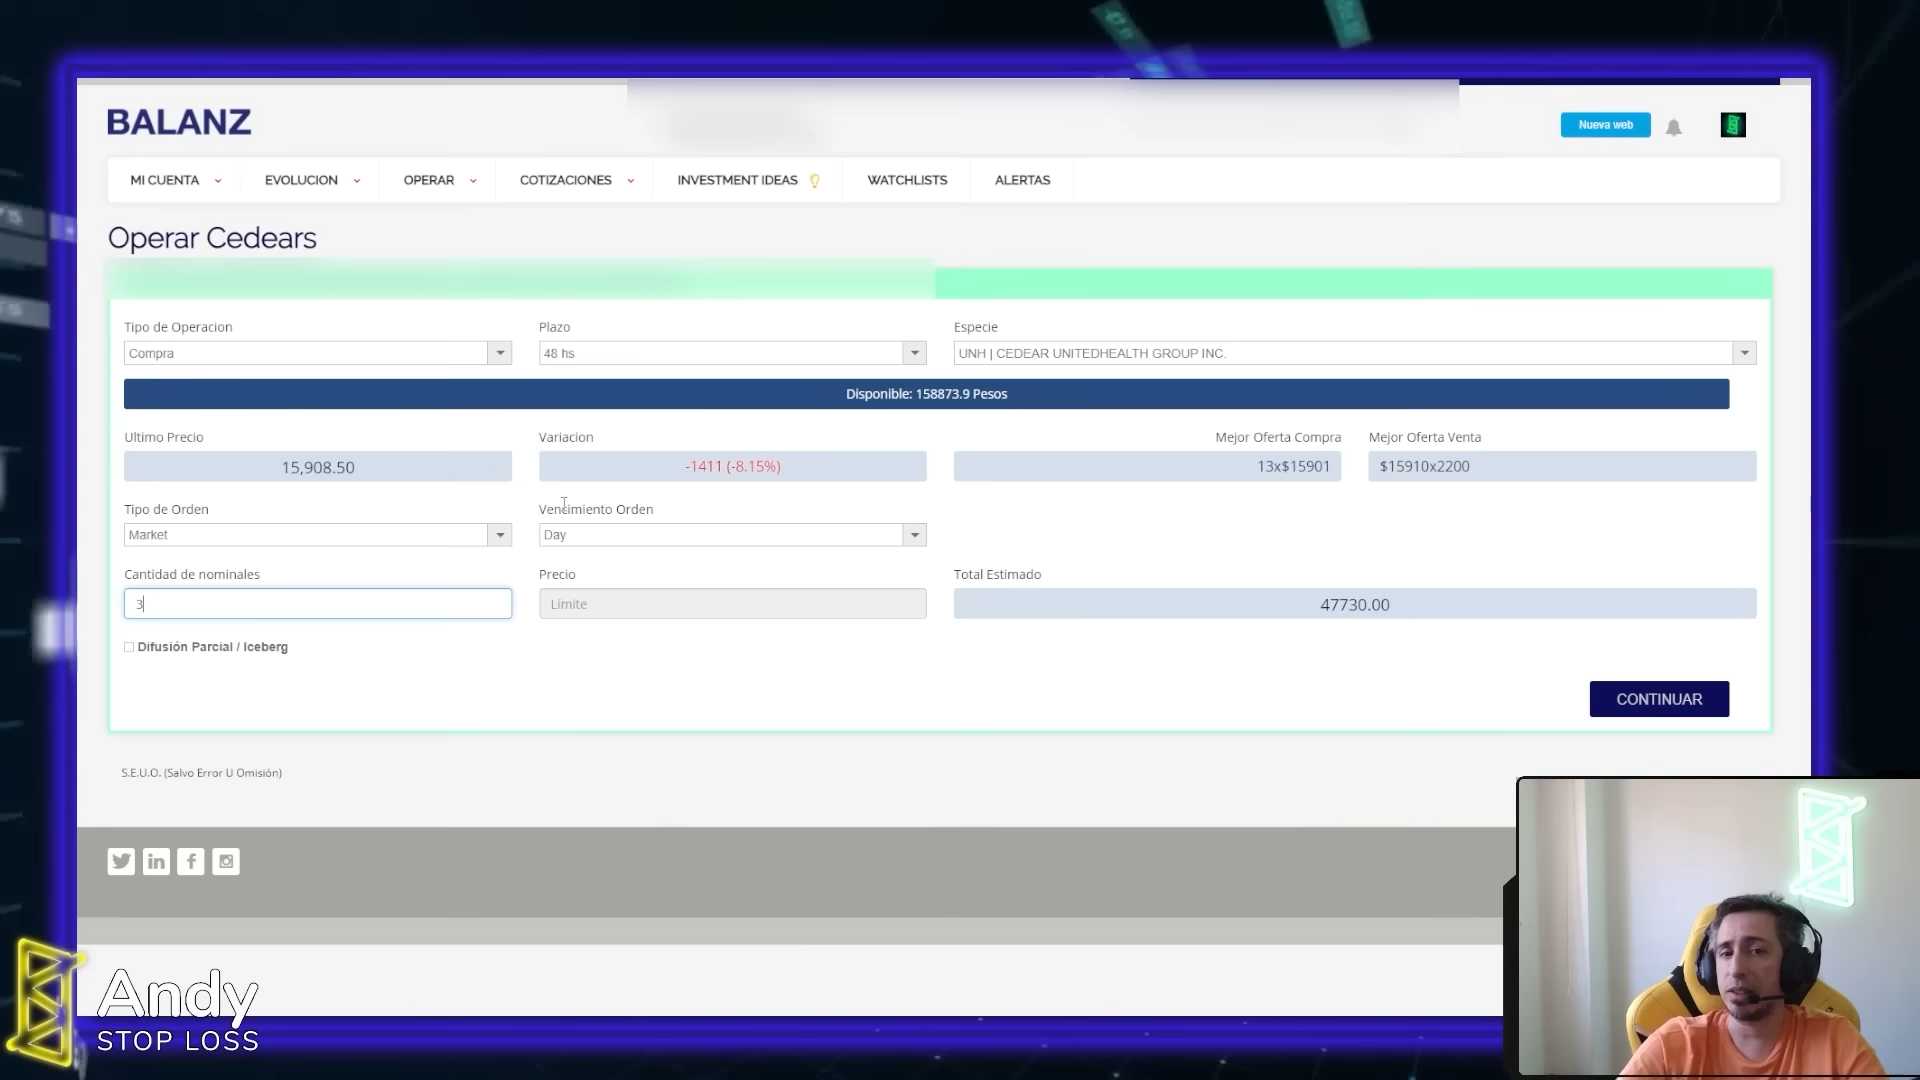 BALANZ
Nueva web
MI CUENTA
EVOLUCION
OPERAR
COTIZACIONES
INVESTMENT IDEAS
WATCHLISTS
ALERTAS
Operar Cedears
Tipo de Operacion
Plazo
Especie
Compra
48 hs
UNH | CEDEAR UNITEDHEALTH GROUP INC.
Disponible: 158873.9 Pesos
Ultimo Precio
Variacion
Mejor Oferta Compra
Mejor Oferta Venta
15,908.50
-1411 (-8.15%)
13x$15901
$15910x2200
Tipo de Orden
Vencimiento Orden
Market
Day
Cantidad de nominales
Precio
Total Estimado
3
Límite
47730.00
Difusión Parcial / Iceberg
CONTINUAR
S.E.U.O. (Salvo Error U Omisión)
Andy
STOP LOSS